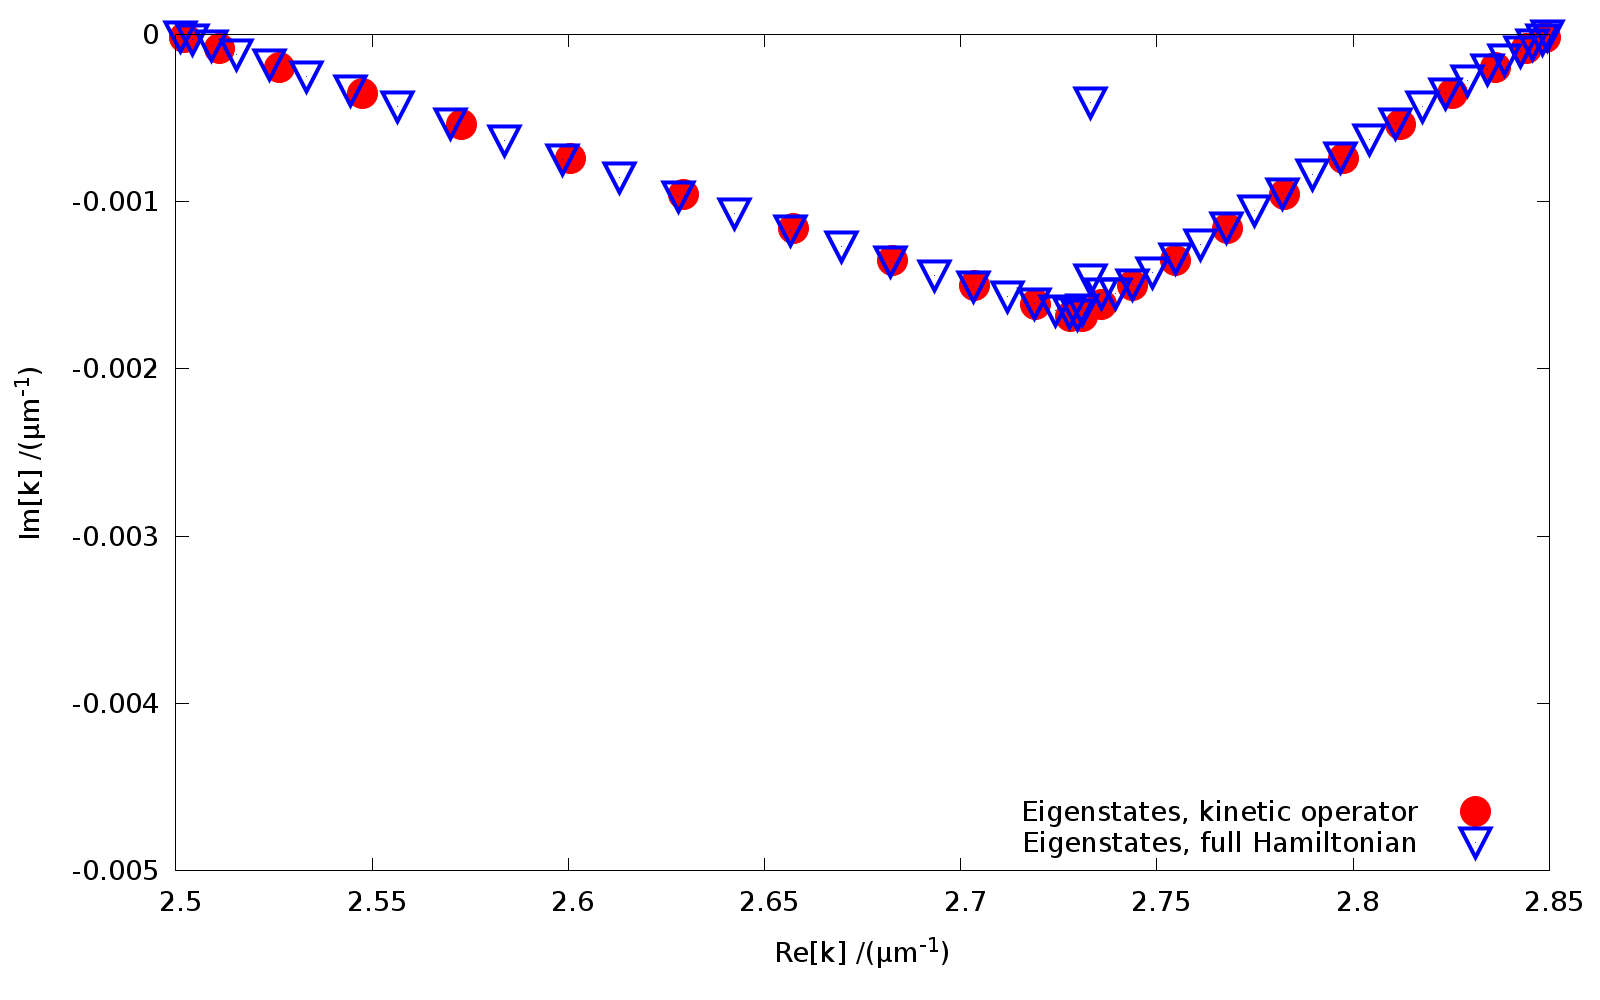 0
-0.001
-0.002
-0.003
-0.004
-0.005
2.5 2.55 2.6 2.65 2.7 2.75 2.8 2.85
Im[k] /(µm-1)
Re[k] /(µm-1)
Eigenstates, kinetic operator
Eigenstates, full Hamiltonian